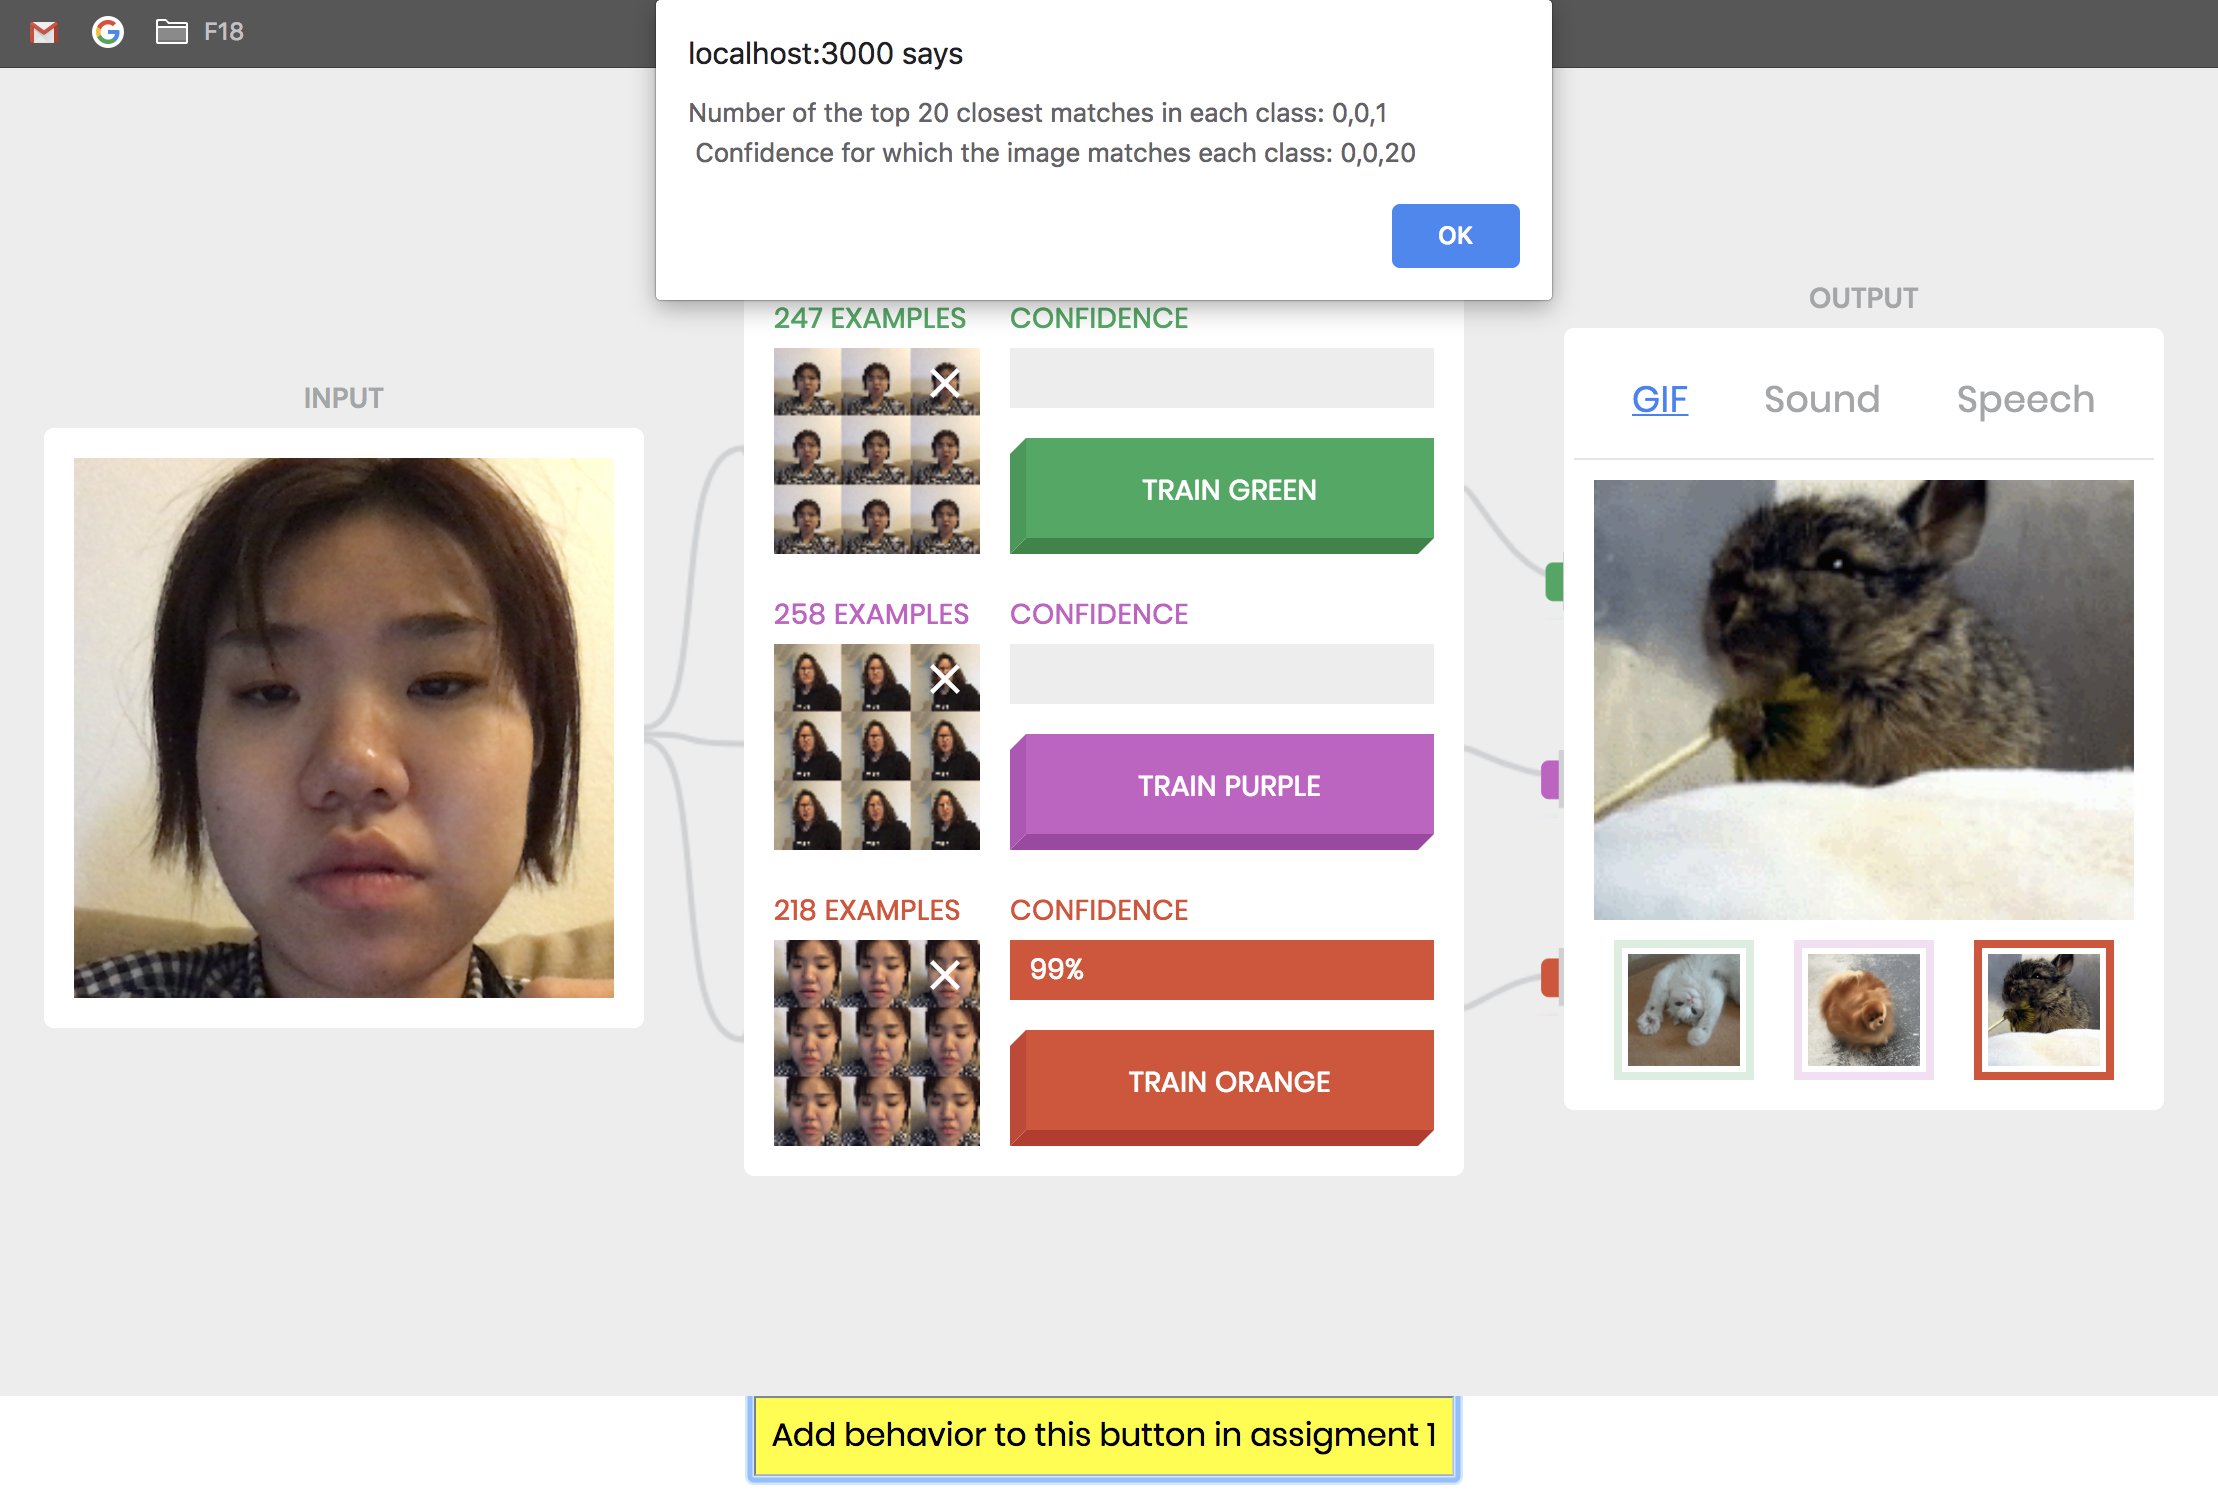 F18
localhost:3000 says
Number of the top 20 closest matches in each class: 0,0,1
Confidence for which the image matches each class: 0,0,20
OK
INPUT
247 EXAMPLES
CONFIDENCE
TRAIN GREEN
258 EXAMPLES
CONFIDENCE
TRAIN PURPLE
218 EXAMPLES
CONFIDENCE
99%
TRAIN ORANGE
OUTPUT
GIF Sound Speech
Add behavior to this button in assigment 1